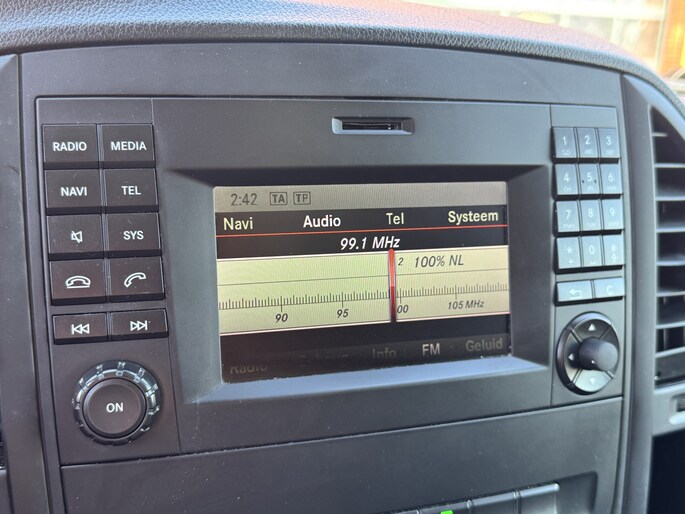 RADIO MEDIA
NAVI TEL
SYS
ON
2:42 TA TP
Navi Audio Tel Systeem
99.1 MHz
2 100% NL
90 95 00 105 MHz
Radio Info FM Geluid
1 2 3
4 5 6
7 8 9
* 0 #
C